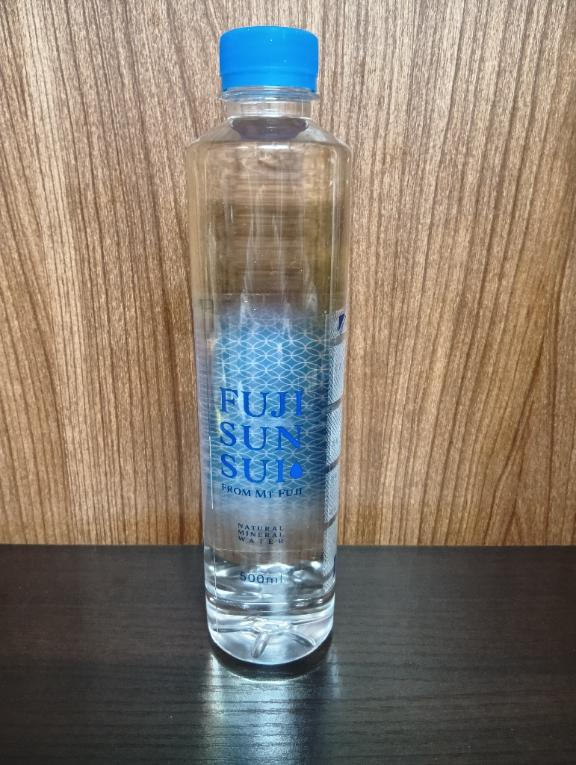 FUJI
SUN
SUI
FROM MT FUJI
NATURAL
MINERAL
WATER
500ml